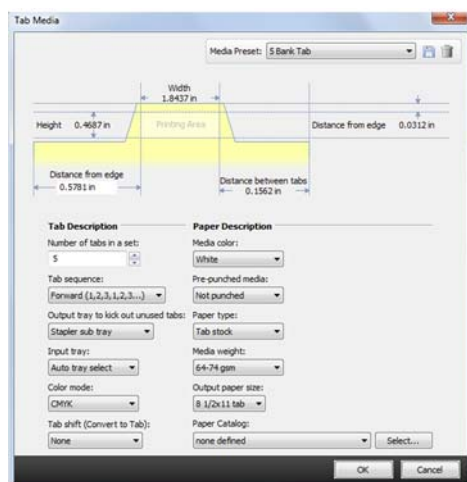 Tab Media
Media Preset: 5 Bank Tab
Width
1.8437 in
Height 0.4687 in
Printing Area
Distance from edge 0.0312 in
Distance from edge
0.5781 in
Distance between tabs
0.1562 in
Tab Description
Paper Description
Number of tabs in a set:
Media color:
5
White
Tab sequence:
Pre-punched media:
Forward (1,2,3,1,2,3...)
Not punched
Output tray to kick out unused tabs:
Paper type:
Stapler sub tray
Tab stock
Input tray:
Media weight:
Auto tray select
64-74 gsm
Color mode:
Output paper size:
CMYK
8 1/2x11 tab
Tab shift (Convert to Tab):
Paper Catalog:
None
none defined
Select...
OK
Cancel